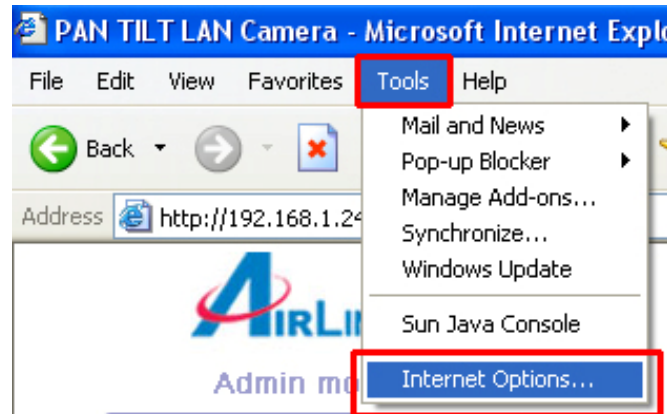 PAN TILT LAN Camera - Microsoft Internet Explo
File Edit View Favorites Tools Help
Back
Mail and News
Pop-up Blocker
Manage Add-ons...
Synchronize...
Windows Update
Sun Java Console
Internet Options...
Address http://192.168.1.24
AIRLIN
Admin mo